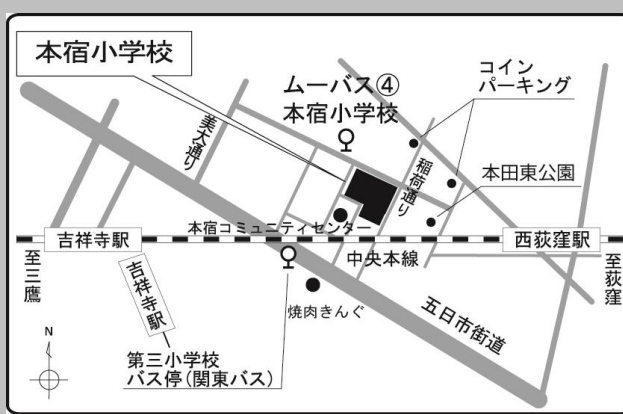 本宿小学校
ムーバス④
本宿小学校
コイン
パーキング
美大通り
稲荷通り
本田東公園
本宿コミュニティセンター
吉祥寺駅
西荻窪駅
至三鷹
中央本線
至荻窪
吉祥寺駅
焼肉きんぐ
五日市街道
N
第三小学校
バス停(関東バス)